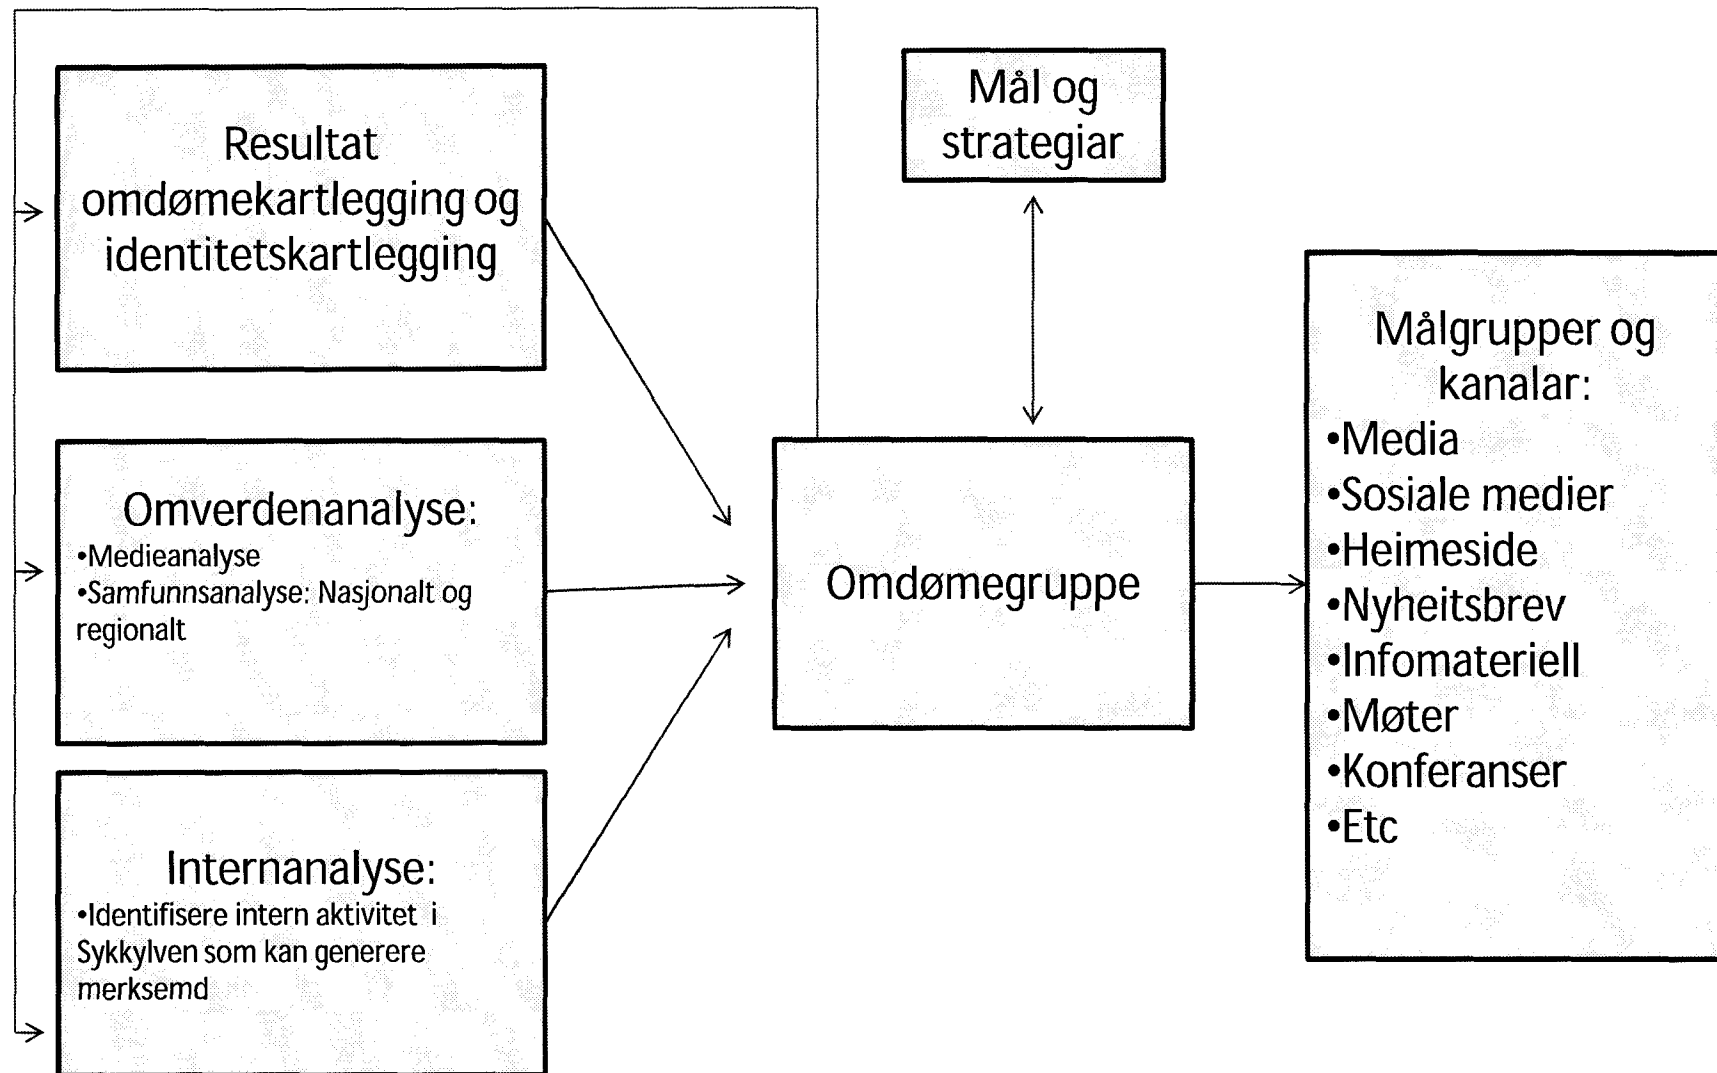 Resultat
omdømekartlegging og
identitetskartlegging
Omverdenanalyse:
•Medieanalyse
•Samfunnsanalyse: Nasjonalt og
regionalt
Internanalyse:
•Identifisere intern aktivitet i
Sykkylven som kan generere
merksemd
Mål og
strategiar
Omdømegruppe
Målgrupper og
kanalar:
•Media
•Sosiale medier
•Heimeside
•Nyheitsbrev
•Infomateriell
•Møter
•Konferanser
•Etc